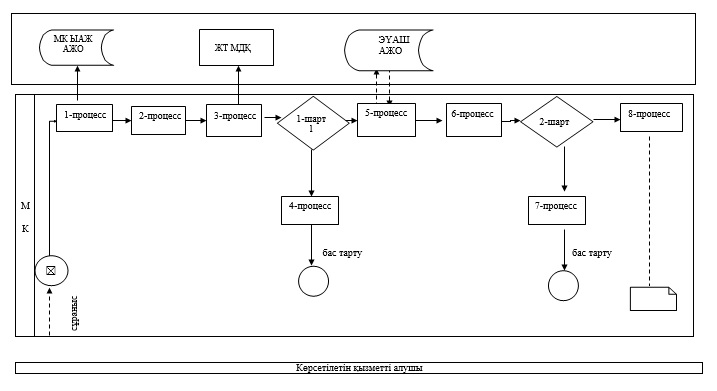 МК ЫАЖ
АЖО
ЖТ МДҚ
ЭҮАШ
АЖО
1-процесс
2-процесс
3-процесс
1-шарт
1
5-процесс
6-процесс
2-шарт
8-процесс
М
К
4-процесс
7-процесс
бас тарту
бас тарту
сұраныс
Көрсетілетін қызметті алушы